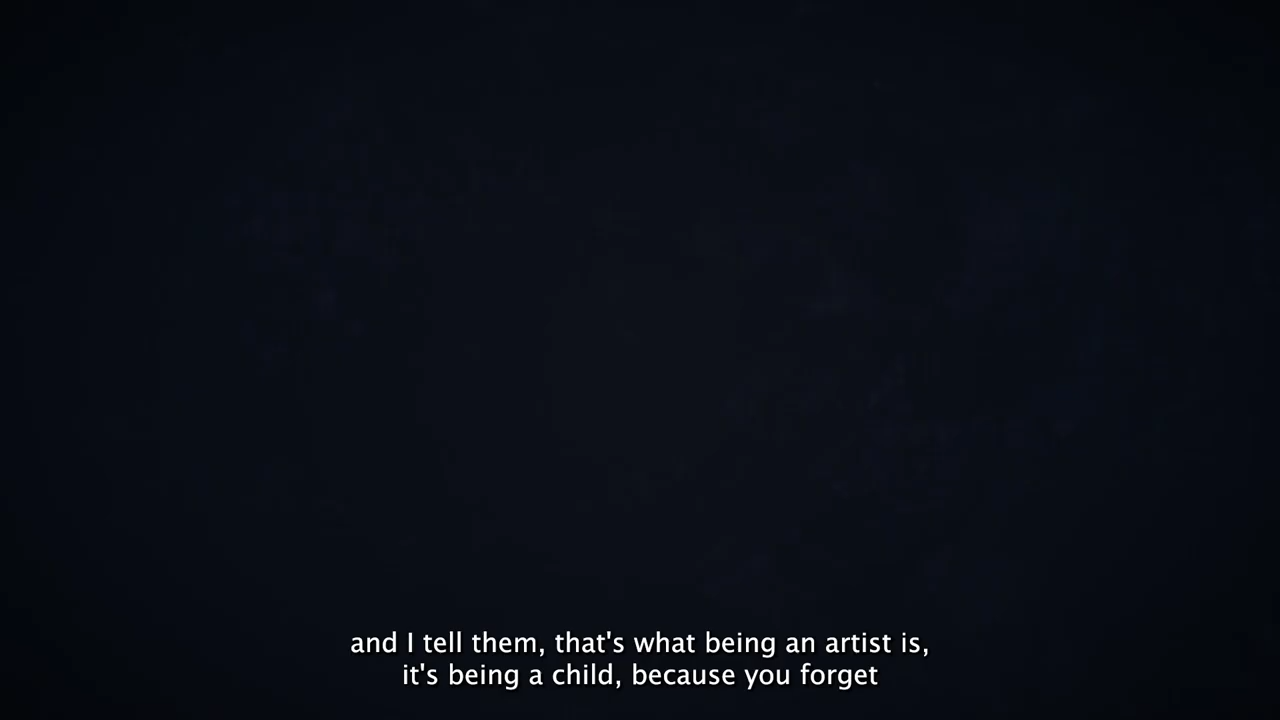 and I tell them, that's what being an artist is,
it's being a child, because you forget